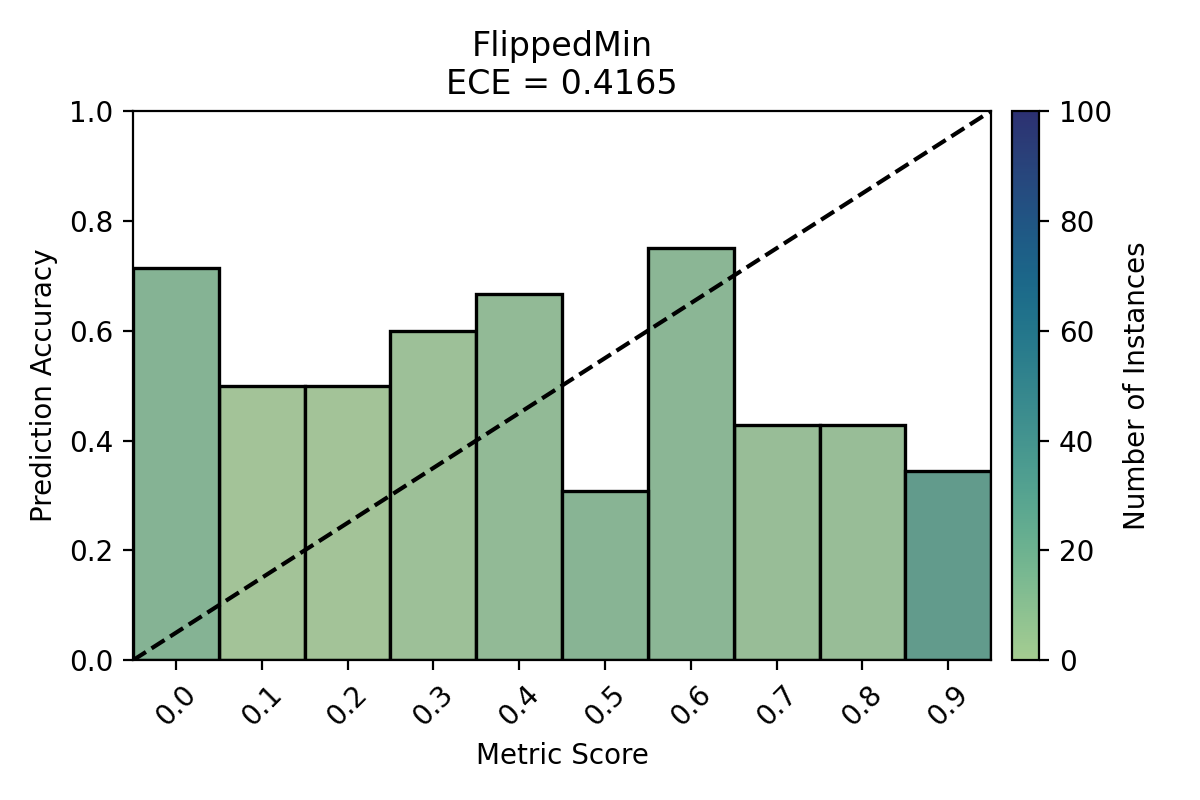 FlippedMin
ECE = 0.4165
Prediction Accuracy
1.0
0.8
0.6
0.4
0.2
0.0
0.0 0.1 0.2 0.3 0.4 0.5 0.6 0.7 0.8 0.9
Metric Score
100
80
60
40
20
0
Number of Instances